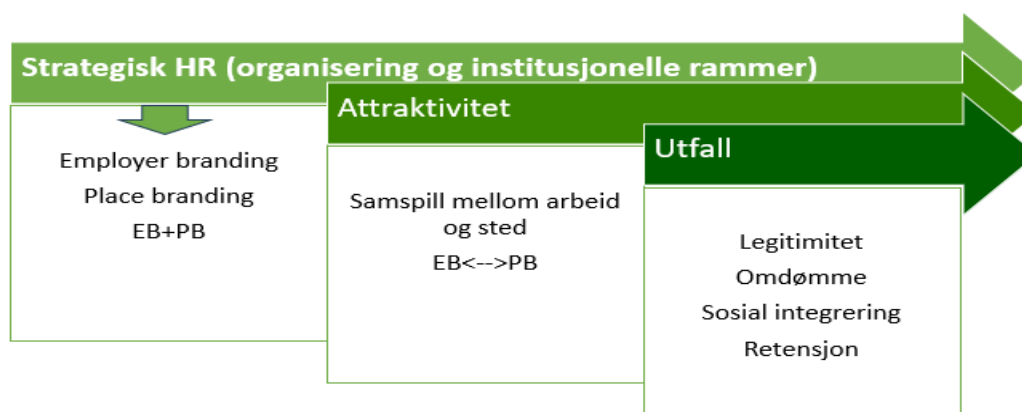 Strategisk HR (organisering og institusjonelle rammer)
Employer branding
Place branding
EB+PB
Attraktivitet
Samspill mellom arbeid
og sted
EB<-->PB
Utfall
Legitimitet
Omdømme
Sosial integrering
Retensjon